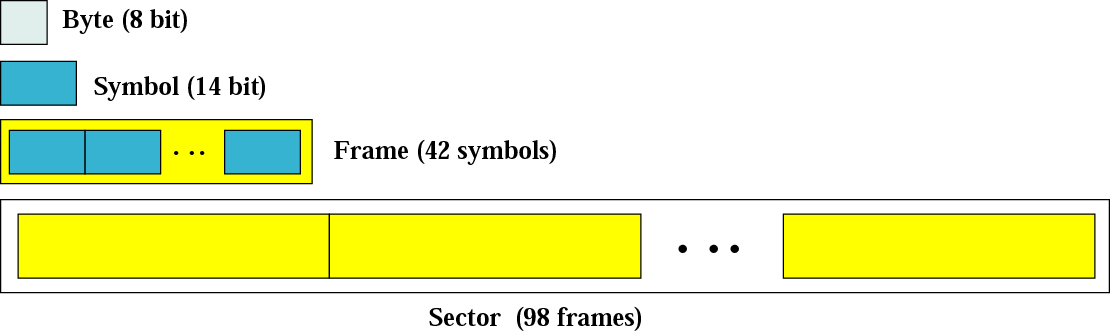 Byte (8 bit)
Symbol (14 bit)
. . . Frame (42 symbols)
. . .
Sector (98 frames)